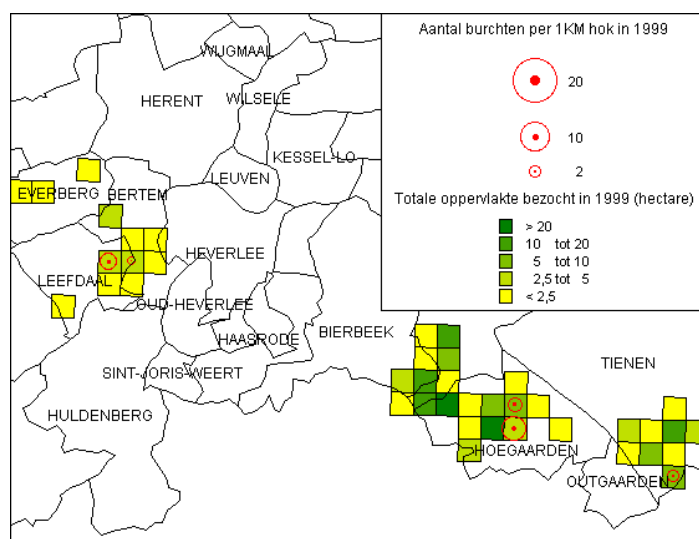 Aantal burchten per 1KM hok in 1999
20
10
2
Totale oppervlakte bezocht in 1999 (hectare)
> 20
10 tot 20
5 tot 10
2,5 tot 5
< 2,5
WIJGMAAL
HERENT
WILSELE
KESSEL-LO
LEUVEN
EVERBERG
BERTEM
HEVERLEE
LEEFDAAL
OUD-HEVERLEE
HAASRODE
BIERBEEK
TIENEN
SINT-JORIS-WEERT
HULDENBERG
HOEGAARDEN
OUTGAARDEN